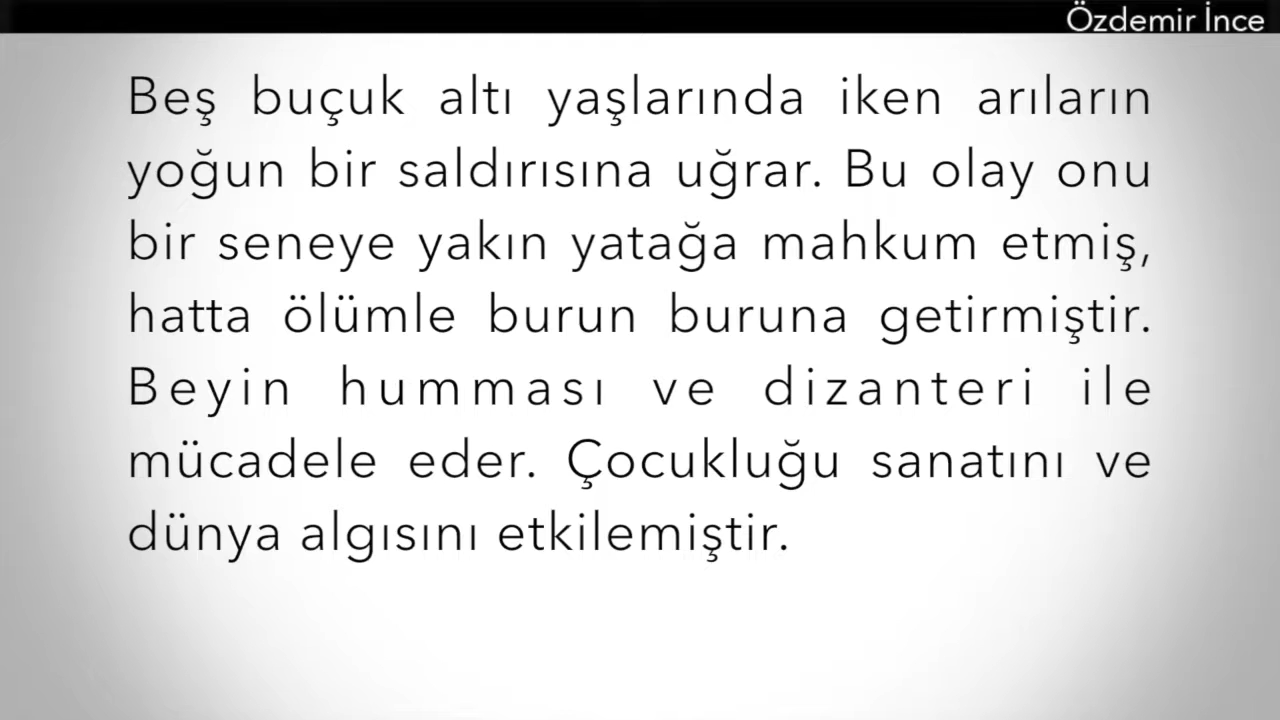 Özdemir İnce
Beş buçuk altı yaşlarında iken arıların
yoğun bir saldırısına uğrar. Bu olay onu
bir seneye yakın yatağa mahkum etmiş,
hatta ölümle burun buruna getirmiştir.
Beyin humması ve dizanteri ile
mücadele eder. Çocukluğu sanatını ve
dünya algısını etkilemiştir.